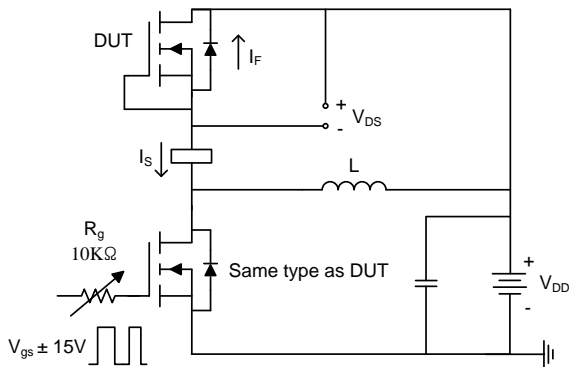 DUT
I_F
+
V_DS
-
I_S
L
R_g
10KΩ
Same type as DUT
+
V_DD
-
V_gs ± 15V